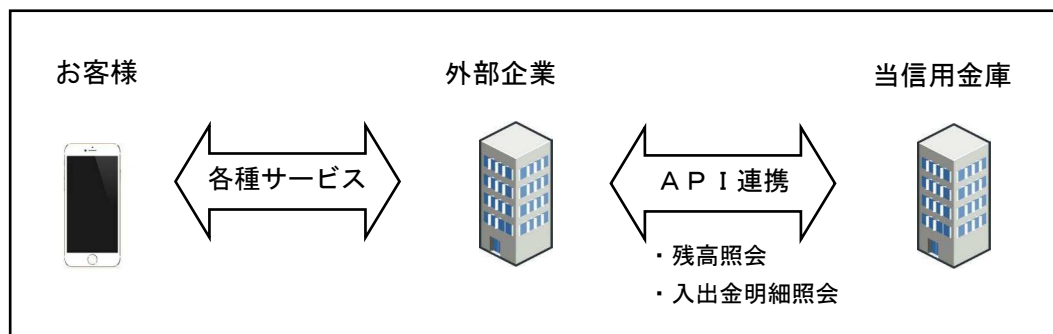 お客様
外部企業
当信用金庫
各種サービス
ＡＰＩ連携
・残高照会
・入出金明細照会